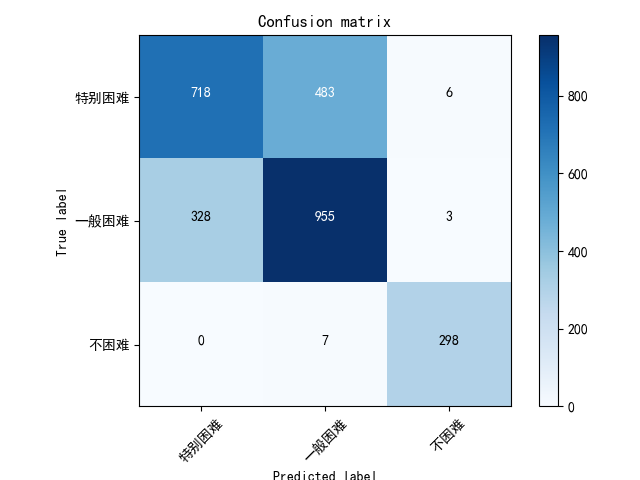 Confusion matrix
特别困难 718 483 6
一般困难 328 955 3
不困难 0 7 298
特别困难 一般困难 不困难
True label
Predicted label
800
600
400
200
0